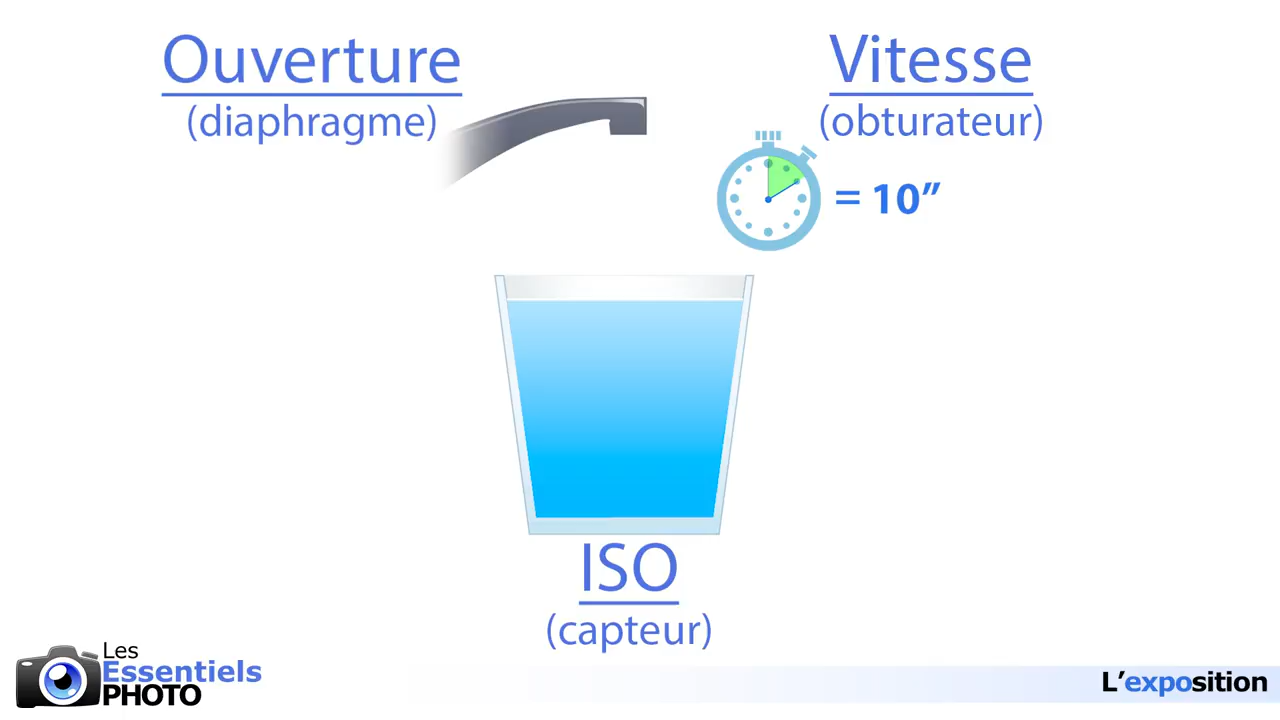 Ouverture
(diaphragme)
Vitesse
(obturateur)
= 10”
ISO
(capteur)
Les
Essentiels
PHOTO
L’exposition